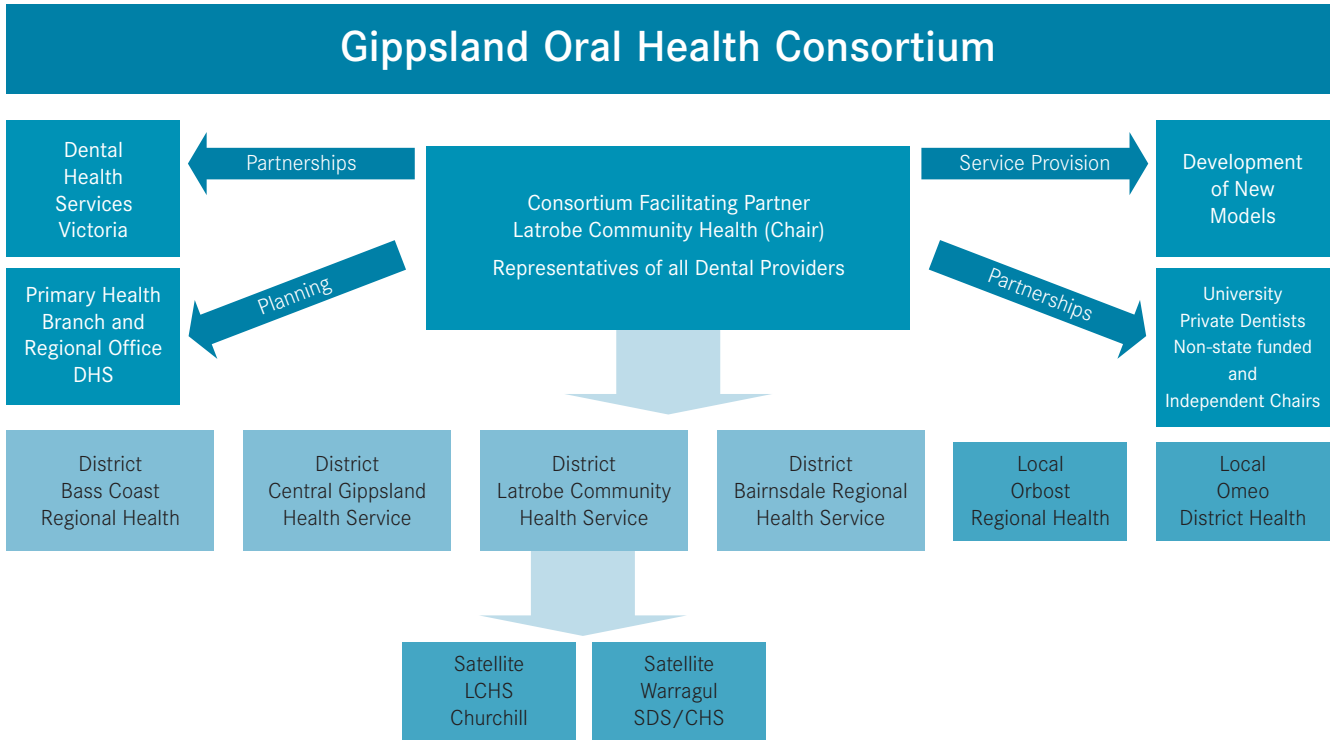 Gippsland Oral Health Consortium
Dental
Health
Services
Victoria
Partnerships
Consortium Facilitating Partner
Latrobe Community Health (Chair)
Representatives of all Dental Providers
Service Provision
Development
of New
Models
Primary Health
Branch and
Regional Office
DHS
Planning
Partnerships
University
Private Dentists
Non-state funded
and
Independent Chairs
District
Bass Coast
Regional Health
District
Central Gippsland
Health Service
District
Latrobe Community
Health Service
District
Bairnsdale Regional
Health Service
Local
Orbost
Regional Health
Local
Omeo
District Health
Satellite
LCHS
Churchill
Satellite
Warragul
SDS/CHS